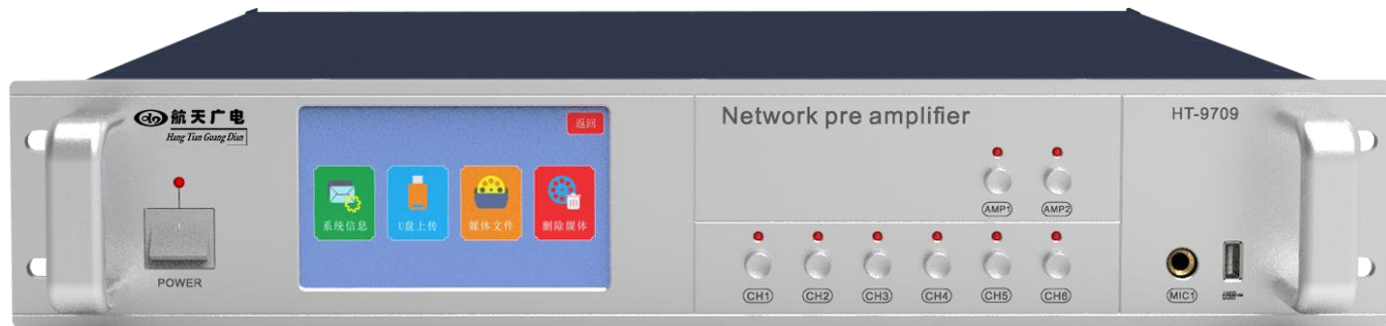 航天广电
Hang Tian Guang Dian
POWER
返回
系统信息
U盘上传
媒体文件
删除媒体
Network pre amplifier
AMP1
AMP2
CH1
CH2
CH3
CH4
CH5
CH6
HT-9709
MIC1
USB